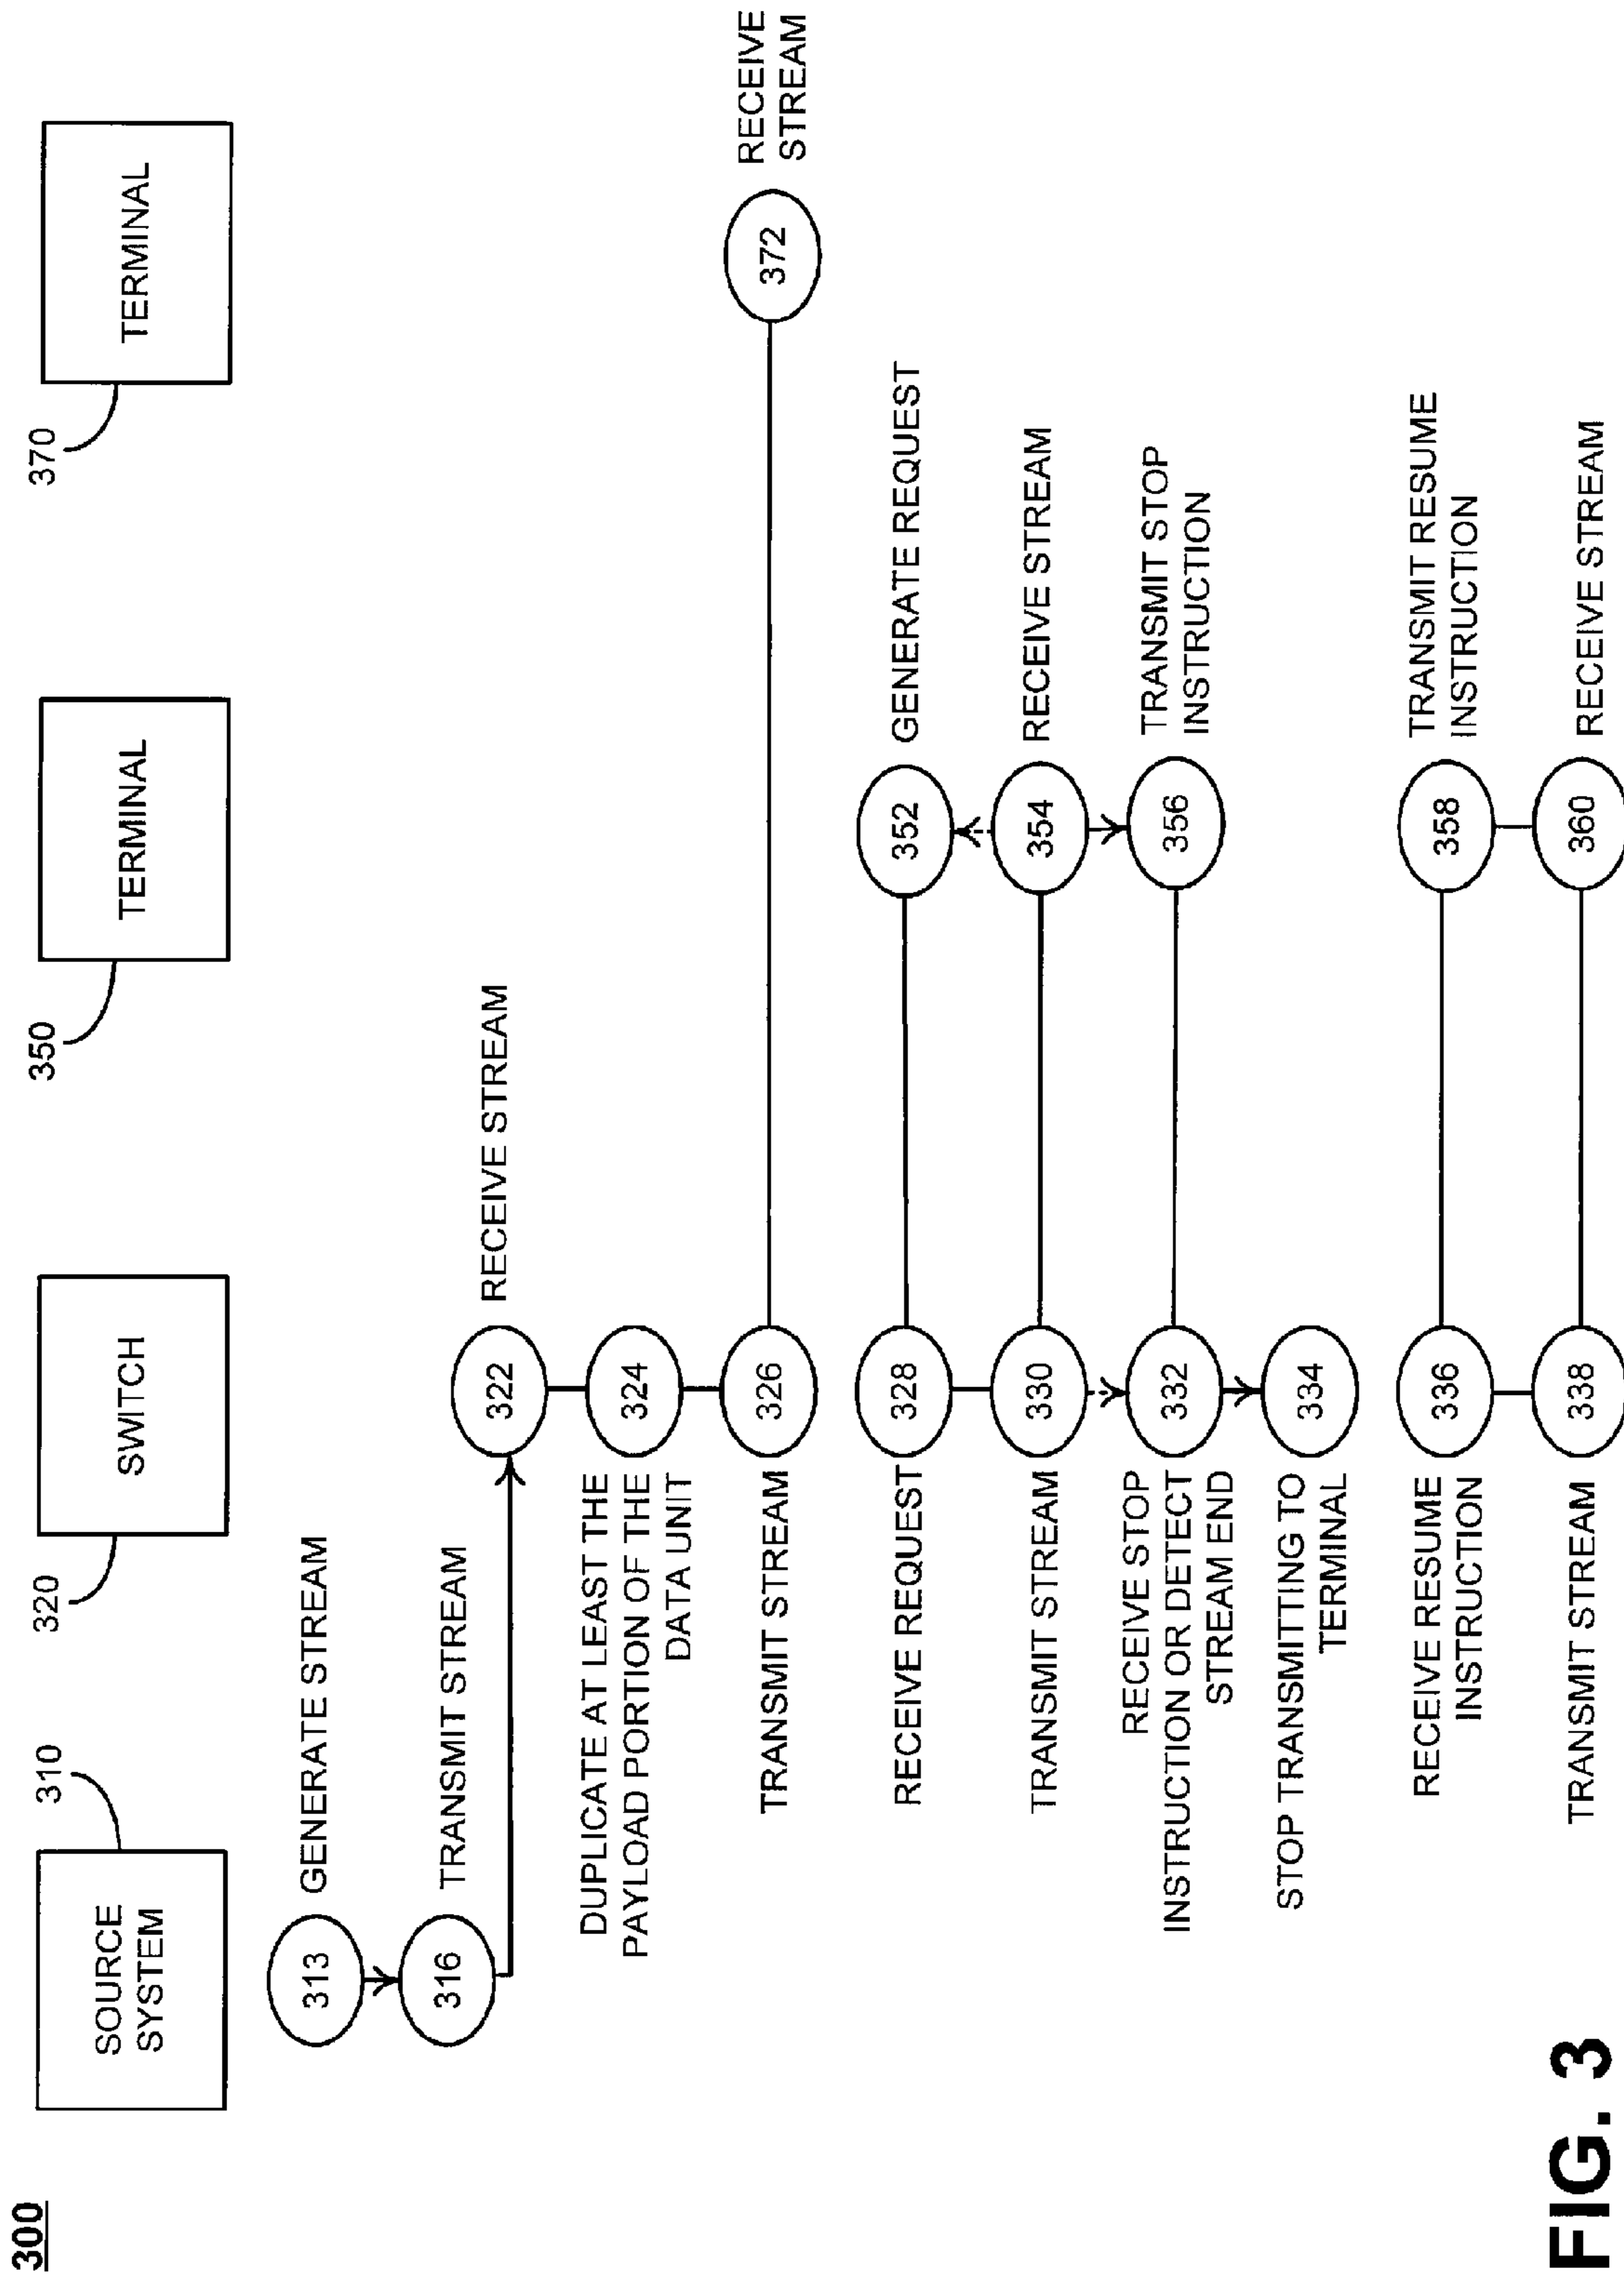 300
310
320
350
370
SOURCE
SYSTEM
SWITCH
TERMINAL
TERMINAL
313
GENERATE STREAM
316
TRANSMIT STREAM
322
RECEIVE STREAM
DUPLICATE AT LEAST THE
PAYLOAD PORTION OF THE
DATA UNIT
324
TRANSMIT STREAM
326
372
RECEIVE
STREAM
RECEIVE REQUEST
328
352
GENERATE REQUEST
TRANSMIT STREAM
330
354
RECEIVE STREAM
RECEIVE STOP
INSTRUCTION OR DETECT
STREAM END
332
356
TRANSMIT STOP
INSTRUCTION
STOP TRANSMITTING TO
TERMINAL
334
RECEIVE RESUME
INSTRUCTION
336
358
TRANSMIT RESUME
INSTRUCTION
TRANSMIT STREAM
338
360
RECEIVE STREAM
FIG. 3